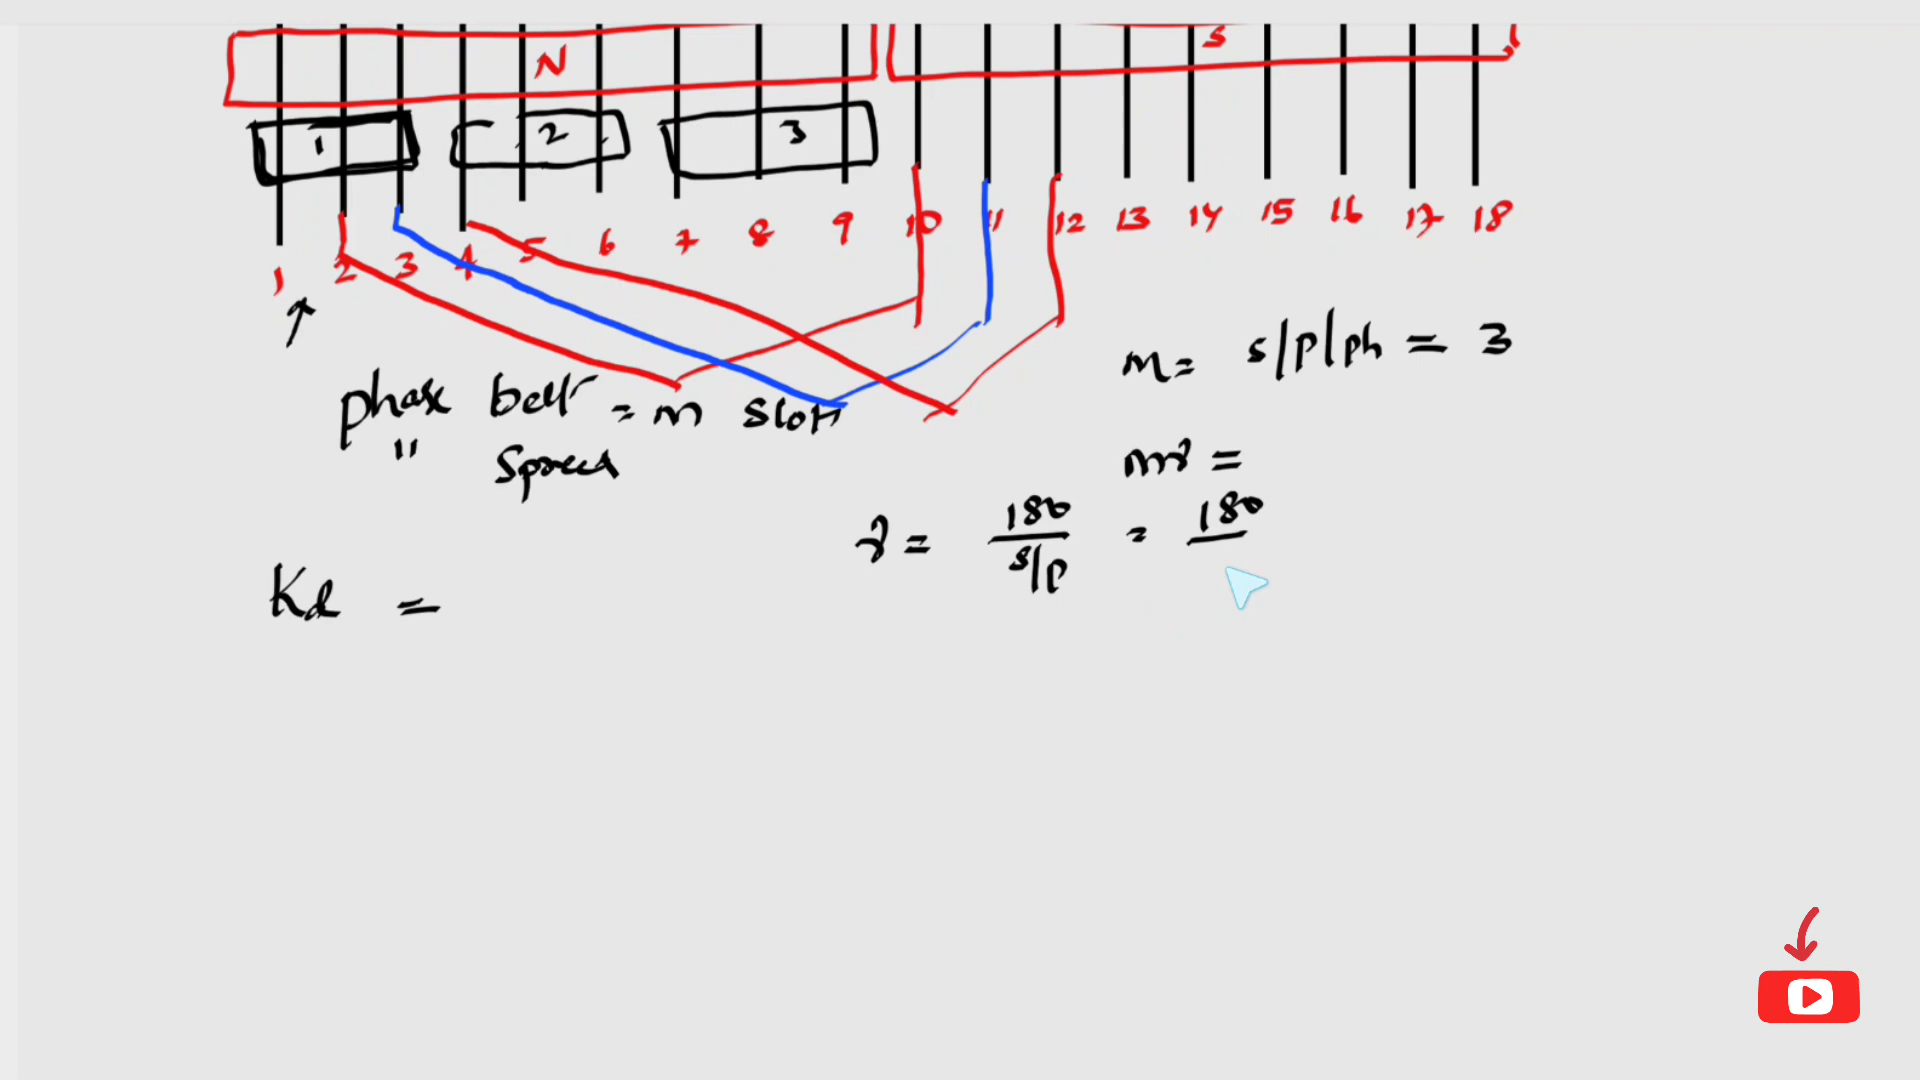 N S
1 2 3
1 2 3 4 5 6 7 8 9 10 11 12 13 14 15 16 17 18
m = s/p/ph = 3
phase belt = m slots
" spread
mγ =
γ = 180/s/p = 180
Kd =